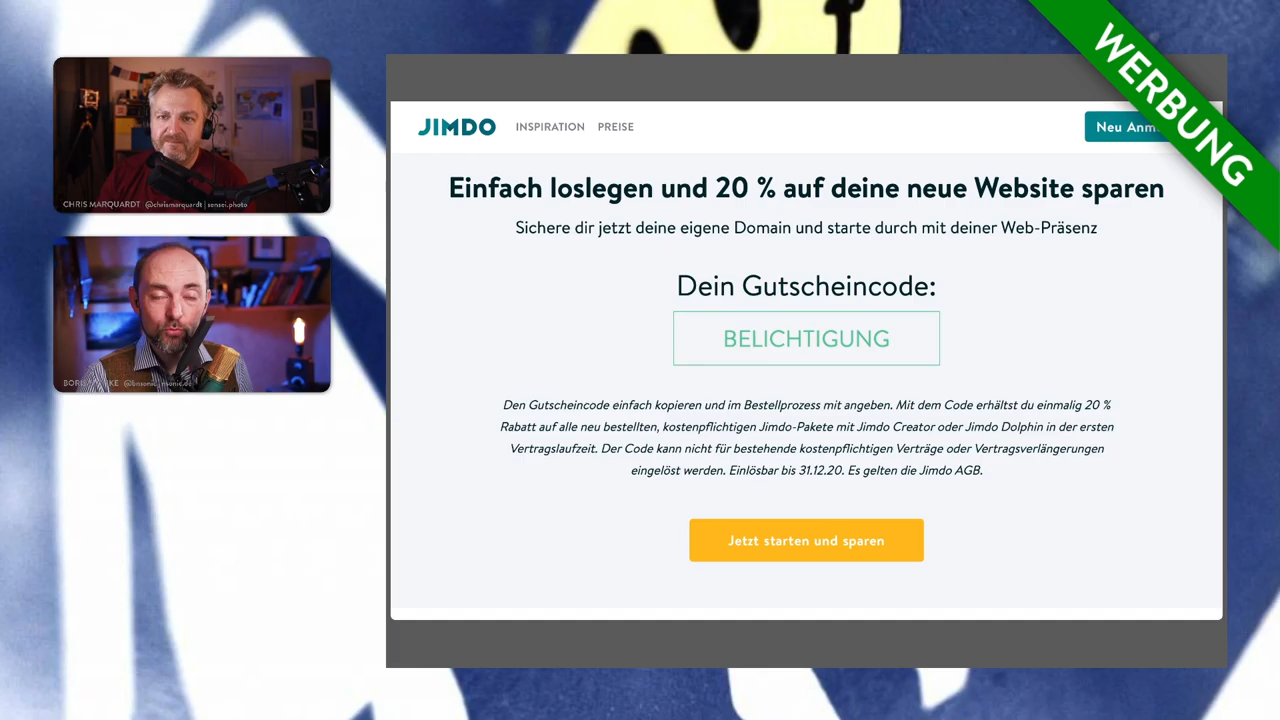 WERBUNG
JIMDO INSPIRATION PREISE
Einfach loslegen und 20 % auf deine neue Website sparen
Sichere dir jetzt deine eigene Domain und starte durch mit deiner Web-Präsenz
Dein Gutscheincode:
BELICHTIGUNG
Den Gutscheincode einfach kopieren und im Bestellprozess mit angeben. Mit dem Code erhältst du einmalig 20 %
Rabatt auf alle neu bestellten, kostenpflichtigen Jimdo-Pakete mit Jimdo Creator oder Jimdo Dolphin in der ersten
Vertragslaufzeit. Der Code kann nicht für bestehende kostenpflichtigen Verträge oder Vertragsverlängerungen
eingelöst werden. Einlösbar bis 31.12.20. Es gelten die Jimdo AGB.
Jetzt starten und sparen
CHRIS MARQUARDT @chrismarquardt | sensei.photo